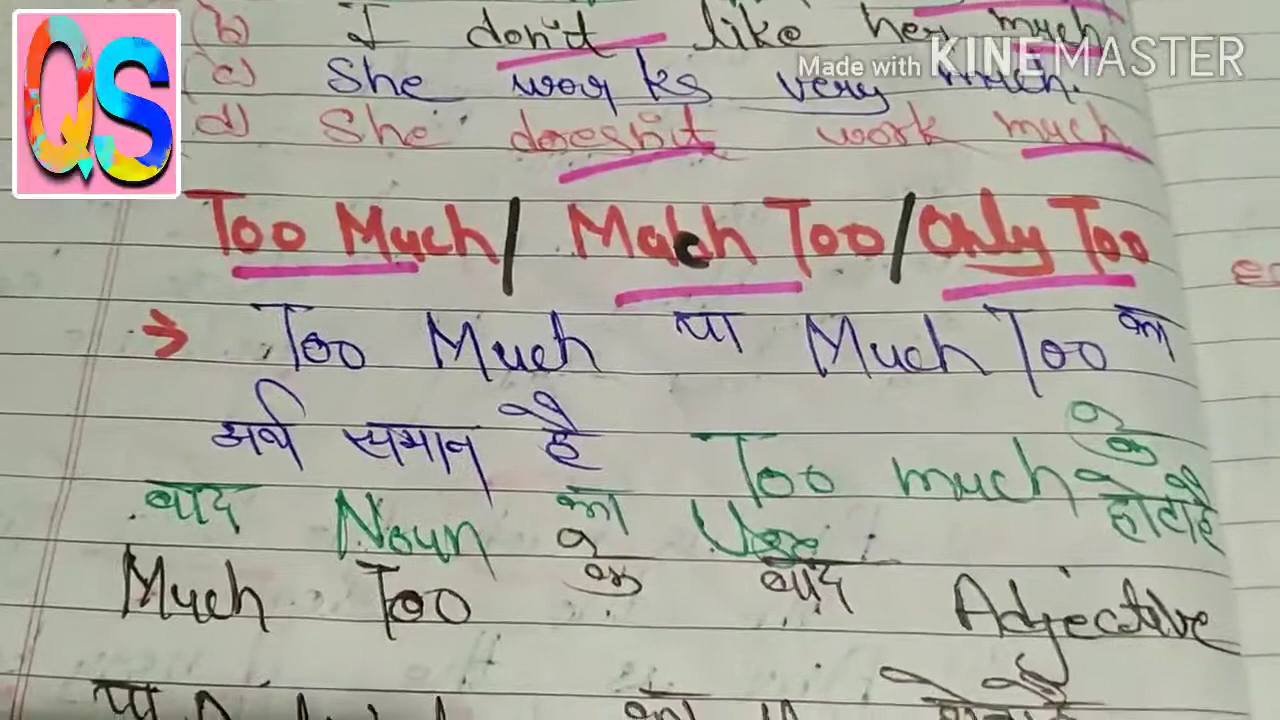 (b) I don't like her much
QS
Made with KINEMASTER
(c) She works very much.
(d) She doesn't work much
Too Much / Much Too / Only Too
→ Too Much या Much Too का
अर्थ समान है Too much के
बाद Noun का Use होता है
Much Too के बाद Adjective
या का